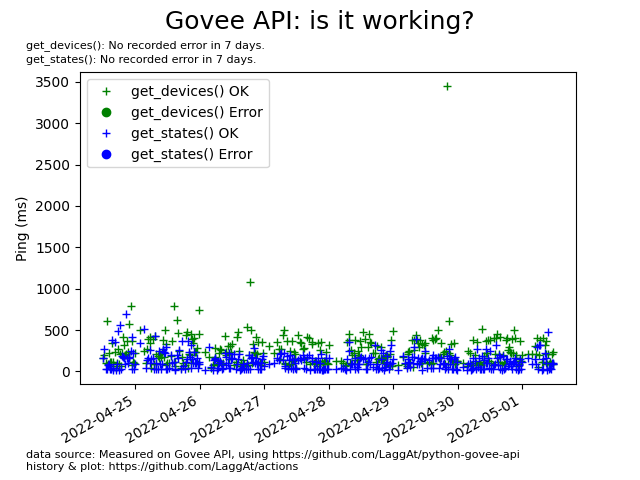 Govee API: is it working?
get_devices(): No recorded error in 7 days.
get_states(): No recorded error in 7 days.
get_devices() OK
get_devices() Error
get_states() OK
get_states() Error
Ping (ms)
3500
3000
2500
2000
1500
1000
500
0
2022-04-25
2022-04-26
2022-04-27
2022-04-28
2022-04-29
2022-04-30
2022-05-01
data source: Measured on Govee API, using https://github.com/LaggAt/python-govee-api
history & plot: https://github.com/LaggAt/actions